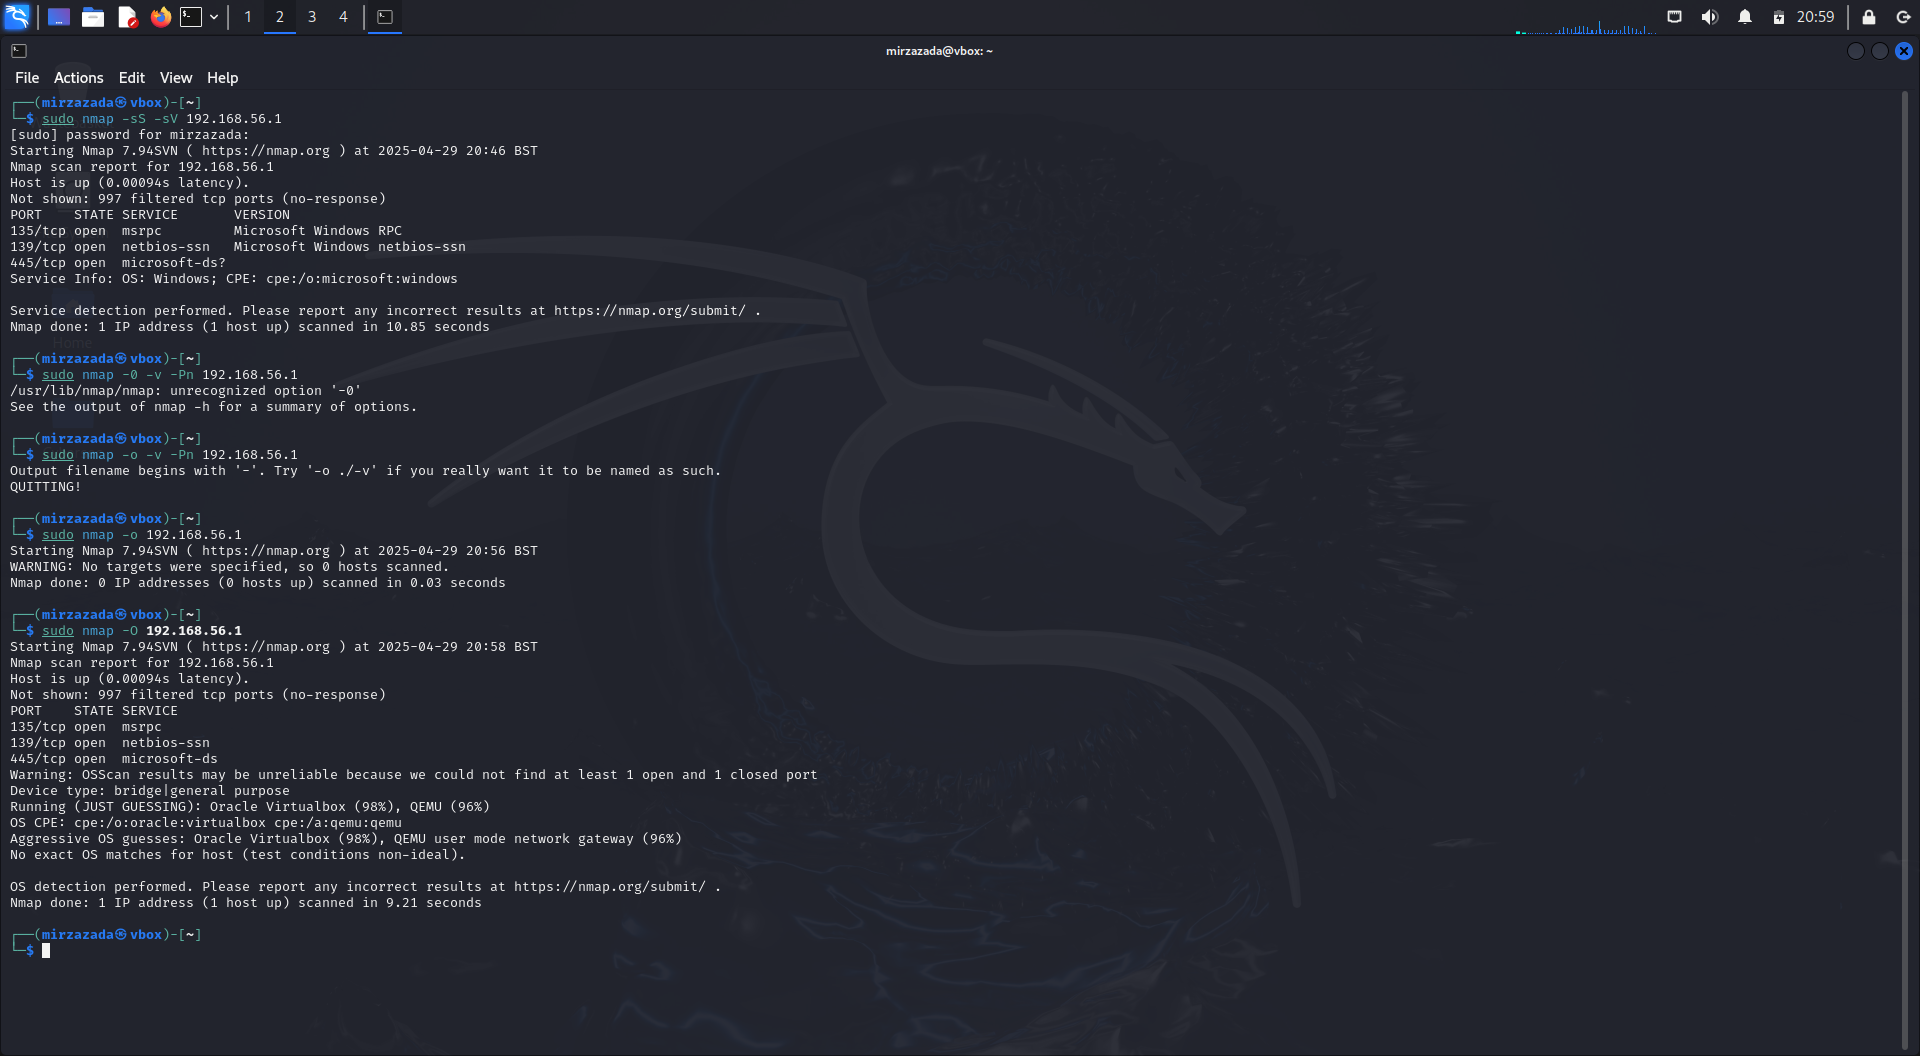 1 2 3 4 20:59
mirzazada@vbox: ~
File Actions Edit View Help
┌──(mirzazada㉿vbox)-[~]
└─$ sudo nmap -sS -sV 192.168.56.1
[sudo] password for mirzazada:
Starting Nmap 7.94SVN ( https://nmap.org ) at 2025-04-29 20:46 BST
Nmap scan report for 192.168.56.1
Host is up (0.00094s latency).
Not shown: 997 filtered tcp ports (no-response)
PORT    STATE SERVICE       VERSION
135/tcp open  msrpc         Microsoft Windows RPC
139/tcp open  netbios-ssn   Microsoft Windows netbios-ssn
445/tcp open  microsoft-ds?
Service Info: OS: Windows; CPE: cpe:/o:microsoft:windows
Service detection performed. Please report any incorrect results at https://nmap.org/submit/ .
Nmap done: 1 IP address (1 host up) scanned in 10.85 seconds
Home
┌──(mirzazada㉿vbox)-[~]
└─$ sudo nmap -0 -v -Pn 192.168.56.1
/usr/lib/nmap/nmap: unrecognized option '-0'
See the output of nmap -h for a summary of options.
┌──(mirzazada㉿vbox)-[~]
└─$ sudo nmap -o -v -Pn 192.168.56.1
Output filename begins with '-'. Try '-o ./-v' if you really want it to be named as such.
QUITTING!
┌──(mirzazada㉿vbox)-[~]
└─$ sudo nmap -o 192.168.56.1
Starting Nmap 7.94SVN ( https://nmap.org ) at 2025-04-29 20:56 BST
WARNING: No targets were specified, so 0 hosts scanned.
Nmap done: 0 IP addresses (0 hosts up) scanned in 0.03 seconds
┌──(mirzazada㉿vbox)-[~]
└─$ sudo nmap -O 192.168.56.1
Starting Nmap 7.94SVN ( https://nmap.org ) at 2025-04-29 20:58 BST
Nmap scan report for 192.168.56.1
Host is up (0.00094s latency).
Not shown: 997 filtered tcp ports (no-response)
PORT    STATE SERVICE
135/tcp open  msrpc
139/tcp open  netbios-ssn
445/tcp open  microsoft-ds
Warning: OSScan results may be unreliable because we could not find at least 1 open and 1 closed port
Device type: bridge|general purpose
Running (JUST GUESSING): Oracle Virtualbox (98%), QEMU (96%)
OS CPE: cpe:/o:oracle:virtualbox cpe:/a:qemu:qemu
Aggressive OS guesses: Oracle Virtualbox (98%), QEMU user mode network gateway (96%)
No exact OS matches for host (test conditions non-ideal).
OS detection performed. Please report any incorrect results at https://nmap.org/submit/ .
Nmap done: 1 IP address (1 host up) scanned in 9.21 seconds
┌──(mirzazada㉿vbox)-[~]
└─$